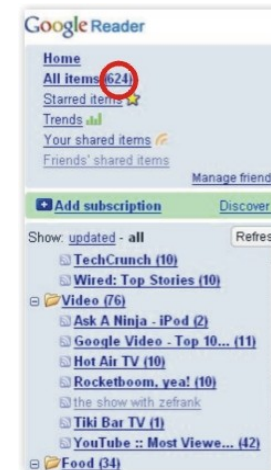 Google Reader
Home
All items (624)
Starred items
Trends
Your shared items
Friends' shared items
Manage friend
Add subscription
Discover
Show: updated - all
Refres
TechCrunch (10)
Wired: Top Stories (10)
Video (76)
Ask A Ninja - iPod (2)
Google Video - Top 10... (11)
Hot Air TV (10)
Rocketboom, yea! (10)
the show with zefrank
Tiki Bar TV (1)
YouTube :: Most Viewe... (42)
Food (34)